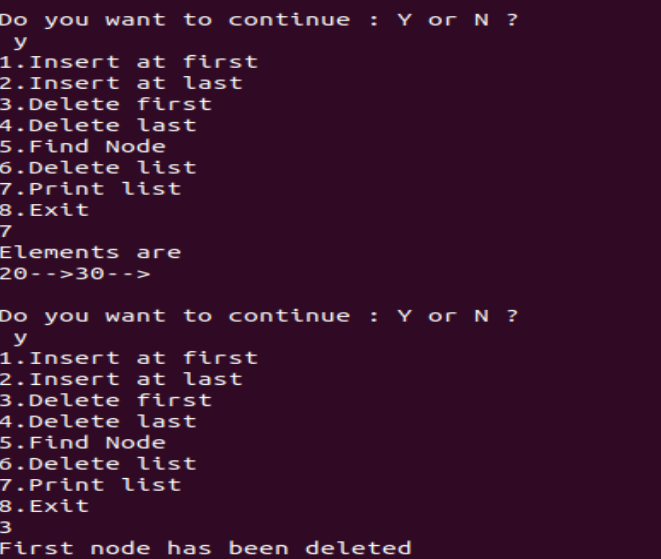 Do you want to continue : Y or N ?
y
1.Insert at first
2.Insert at last
3.Delete first
4.Delete last
5.Find Node
6.Delete list
7.Print list
8.Exit
7
Elements are
20-->30-->
Do you want to continue : Y or N ?
y
1.Insert at first
2.Insert at last
3.Delete first
4.Delete last
5.Find Node
6.Delete list
7.Print list
8.Exit
3
First node has been deleted